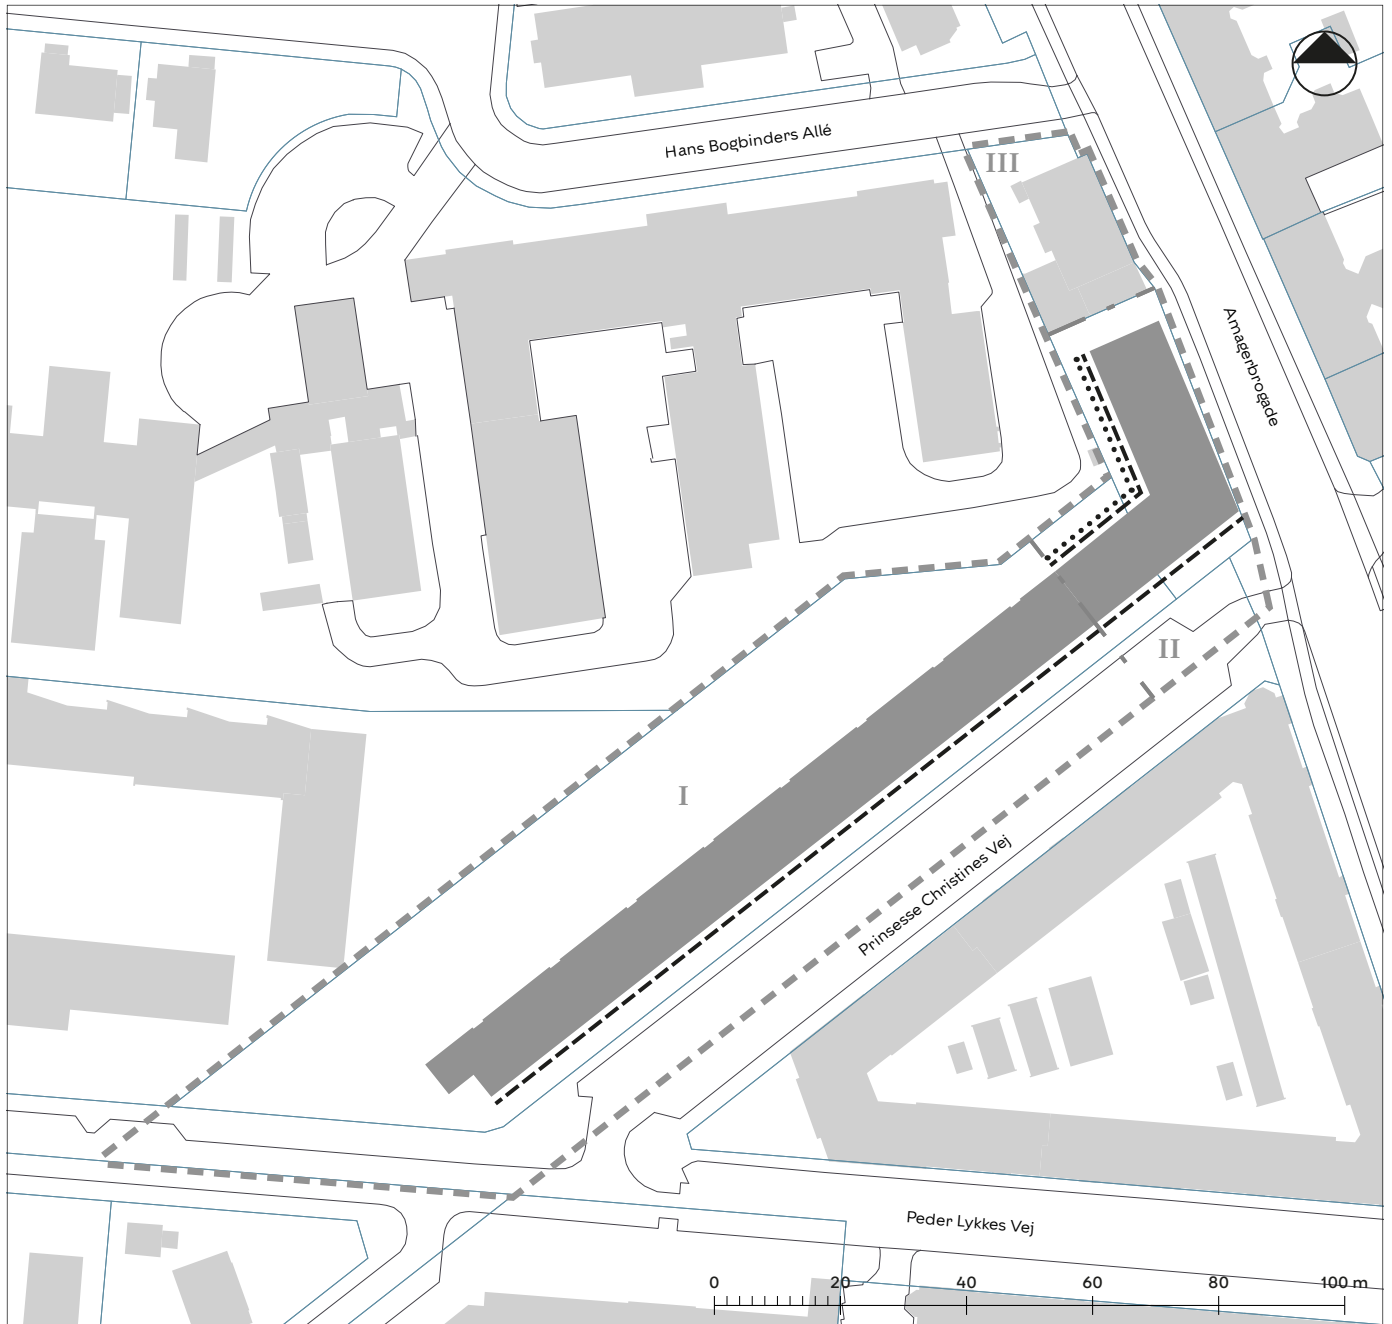 Hans Bogbinders Allé
III
Amagerbrogade
II
I
Prinsesse Christines Vej
Peder Lykkes Vej
0 20 40 60 80 100 m